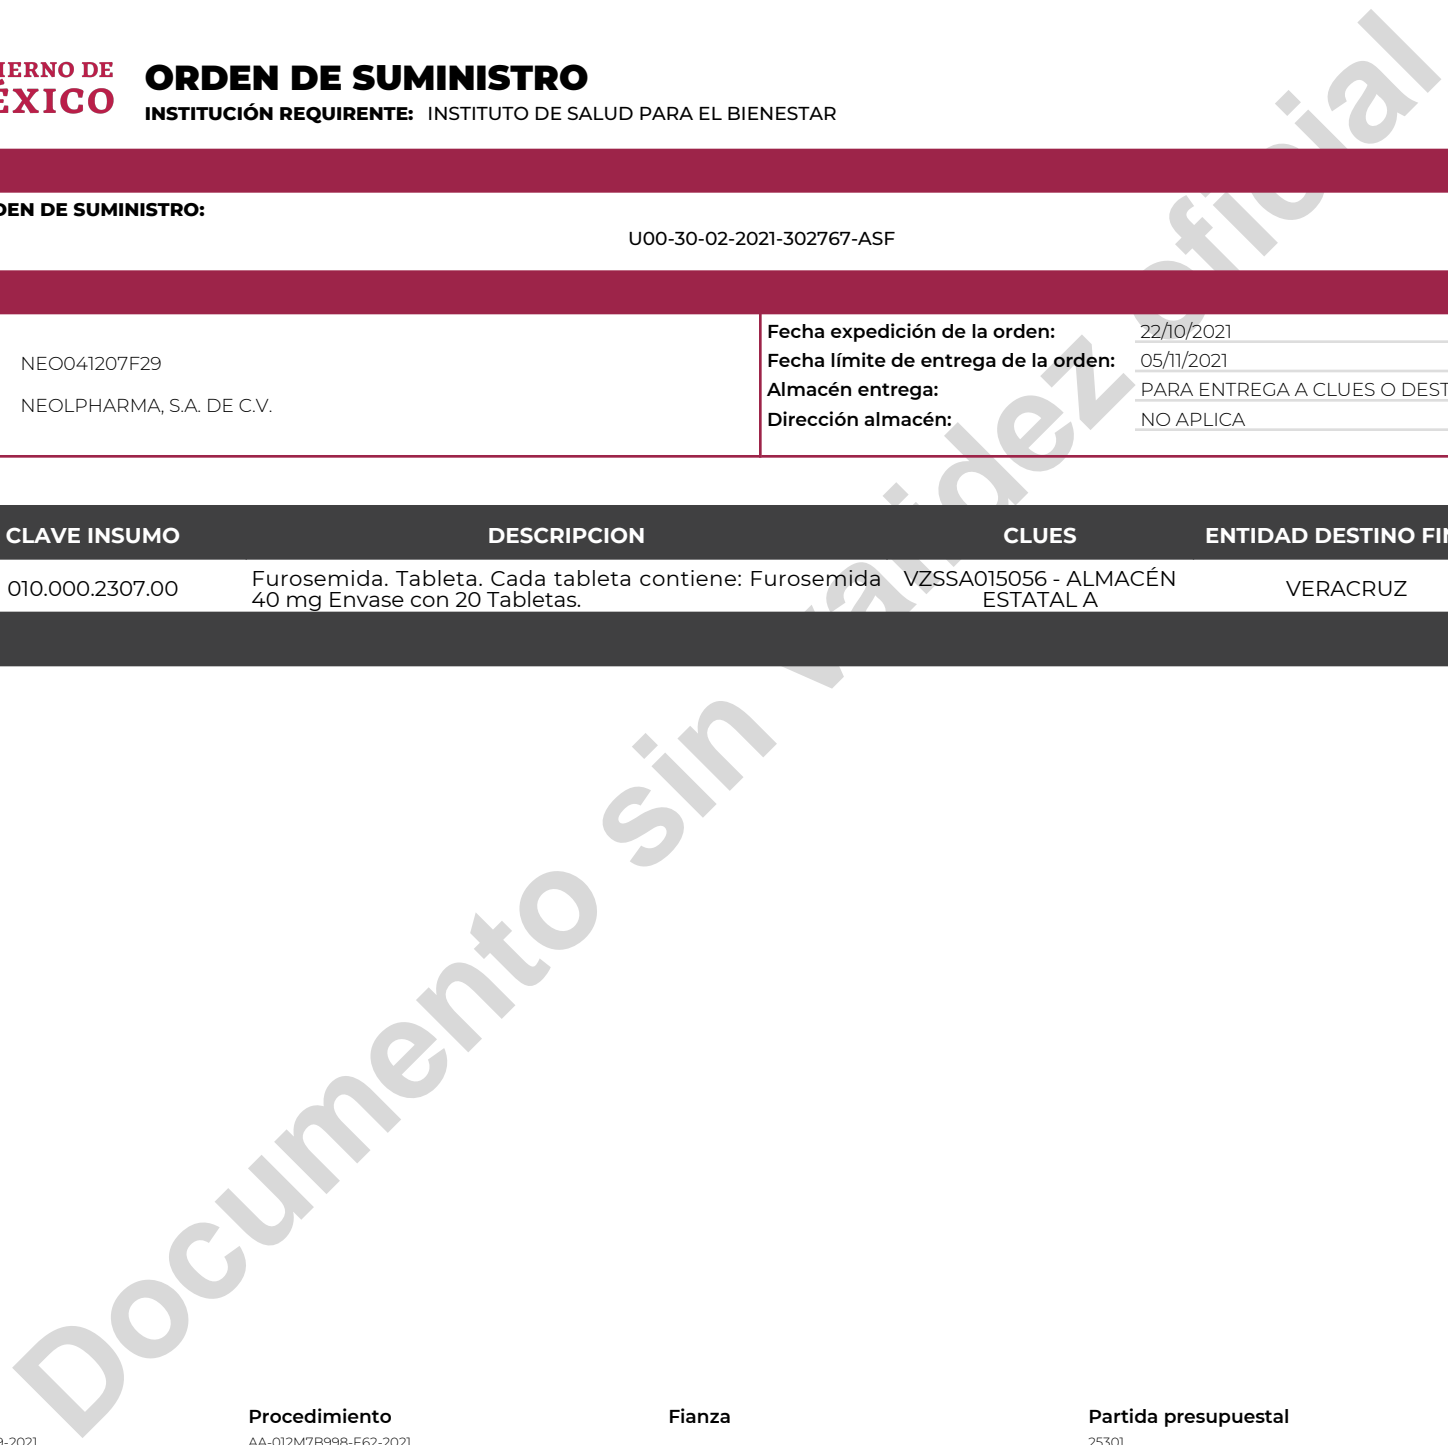 IERNO DE
ÉXICO
ORDEN DE SUMINISTRO
INSTITUCIÓN REQUIRENTE: INSTITUTO DE SALUD PARA EL BIENESTAR
DEN DE SUMINISTRO:
U00-30-02-2021-302767-ASF
NEO041207F29
NEOLPHARMA, S.A. DE C.V.
Fecha expedición de la orden: 22/10/2021
Fecha límite de entrega de la orden: 05/11/2021
Almacén entrega: PARA ENTREGA A CLUES O DEST
Dirección almacén: NO APLICA
CLAVE INSUMO DESCRIPCION CLUES ENTIDAD DESTINO FIN
010.000.2307.00 Furosemida. Tableta. Cada tableta contiene: Furosemida 40 mg Envase con 20 Tabletas. VZSSA015056 - ALMACÉN ESTATAL A VERACRUZ
Documento sin validez oficial
Procedimiento Fianza Partida presupuestal
9-2021 AA-012M7B998-E62-2021 25301